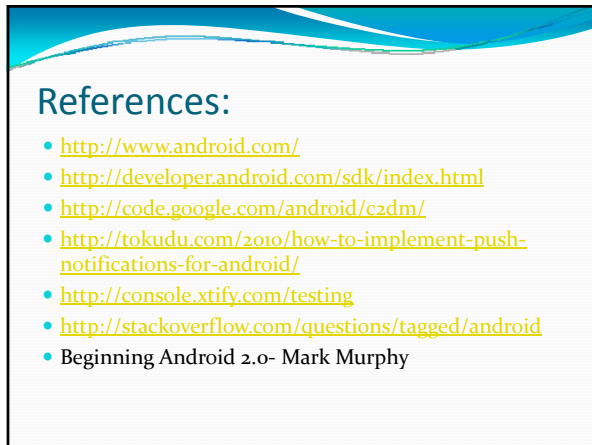 References:
• http://www.android.com/
• http://developer.android.com/sdk/index.html
• http://code.google.com/android/c2dm/
• http://tokudu.com/2010/how-to-implement-push-
notifications-for-android/
• http://console.xtify.com/testing
• http://stackoverflow.com/questions/tagged/android
• Beginning Android 2.0- Mark Murphy